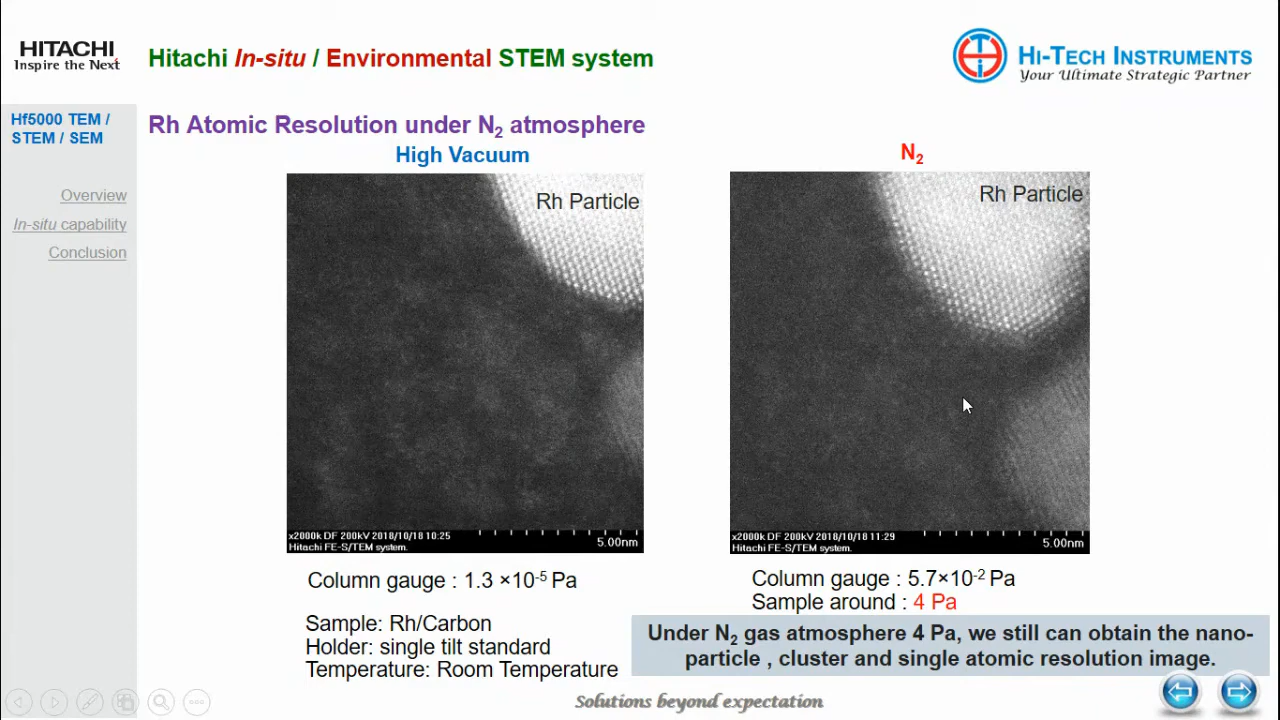 HITACHI
Inspire the Next
Hitachi In-situ / Environmental STEM system
HI-TECH INSTRUMENTS
Your Ultimate Strategic Partner
Hf5000 TEM /
STEM / SEM
Overview
In-situ capability
Conclusion
Rh Atomic Resolution under N2 atmosphere
High Vacuum
N2
Rh Particle
x2000k DF 200kV 2018/10/18 10:25
Hitachi FE-S/TEM system.
5.00nm
Rh Particle
x2000k DF 200kV 2018/10/18 11:29
Hitachi FE-S/TEM system.
5.00nm
Column gauge : 1.3 ×10-5 Pa
Column gauge : 5.7×10-2 Pa
Sample around : 4 Pa
Sample: Rh/Carbon
Holder: single tilt standard
Temperature: Room Temperature
Under N2 gas atmosphere 4 Pa, we still can obtain the nano-
particle , cluster and single atomic resolution image.
Solutions beyond expectation